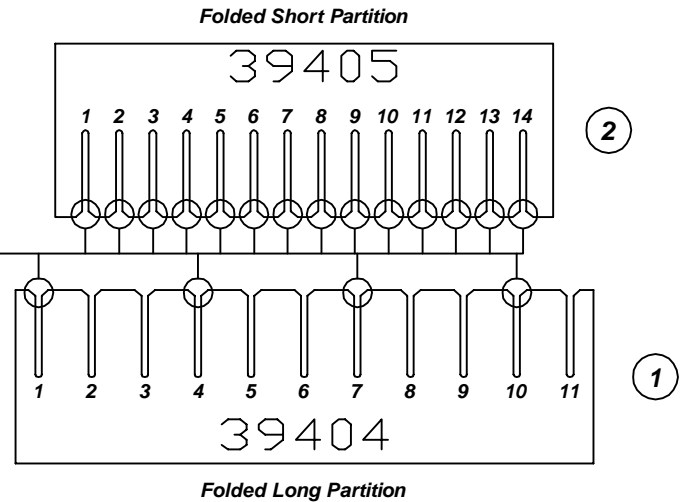 Folded Short Partition
39405
1 2 3 4 5 6 7 8 9 10 11 12 13 14
2
1
1 2 3 4 5 6 7 8 9 10 11
39404
Folded Long Partition